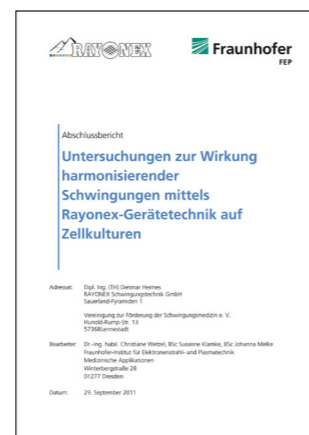 RAYONEX
Fraunhofer
FEP
Abschlussbericht
Untersuchungen zur Wirkung
harmonisierender
Schwingungen mittels
Rayonex-Gerätetechnik auf
Zellkulturen
Adressat: Dipl. Ing. (TH) Dietmar Heimes
RAYONEX Schwingungstechnik GmbH
Sauerland-Pyramiden 1
Vereinigung zur Förderung der Schwingungsmedizin e. V.
Hunold-Rump-Str. 13
57368Lennestadt
Bearbeiter: Dr.-Ing. habil. Christiane Wetzel, BSc Susanne Klamke, BSc Johanna Melke
Fraunhofer-Institut für Elektronenstrahl- und Plasmatechnik
Medizinische Applikationen
Winterbergstraße 28
01277 Dresden
Datum: 29. September 2011